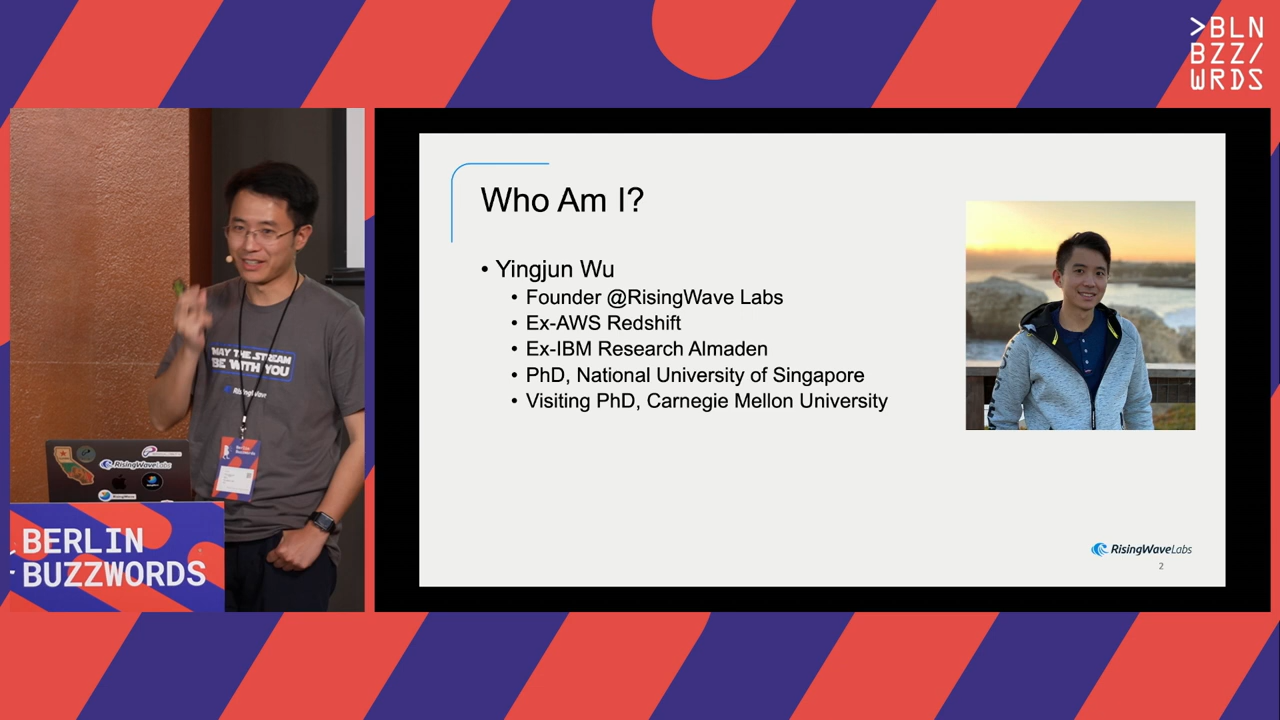 >BLN
BZZ/
WRDS
Who Am I?
• Yingjun Wu
• Founder @RisingWave Labs
• Ex-AWS Redshift
• Ex-IBM Research Almaden
• PhD, National University of Singapore
• Visiting PhD, Carnegie Mellon University
RisingWaveLabs
2
MAY THE STREAM
BE WITH YOU
RisingWave
RisingWaveLabs
RisingWave
BERLIN
BUZZWORDS